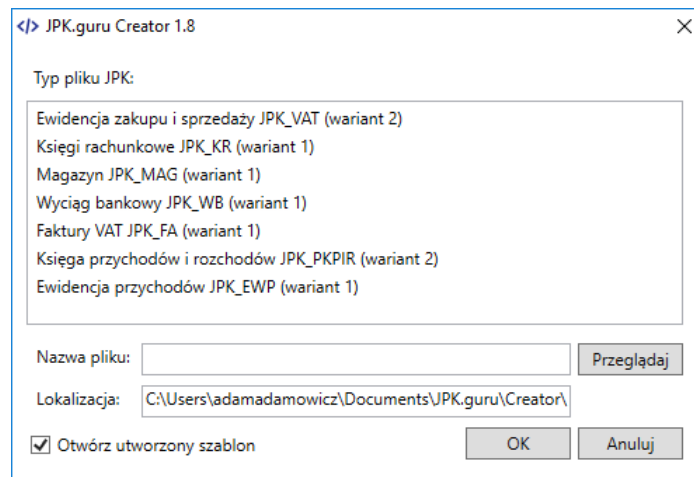 </> JPK.guru Creator 1.8
Typ pliku JPK:
Ewidencja zakupu i sprzedaży JPK_VAT (wariant 2)
Księgi rachunkowe JPK_KR (wariant 1)
Magazyn JPK_MAG (wariant 1)
Wyciąg bankowy JPK_WB (wariant 1)
Faktury VAT JPK_FA (wariant 1)
Księga przychodów i rozchodów JPK_PKPIR (wariant 2)
Ewidencja przychodów JPK_EWP (wariant 1)
Nazwa pliku: Przeglądaj
Lokalizacja: C:\Users\adamadamowicz\Documents\JPK.guru\Creator\
Otwórz utworzony szablon OK Anuluj